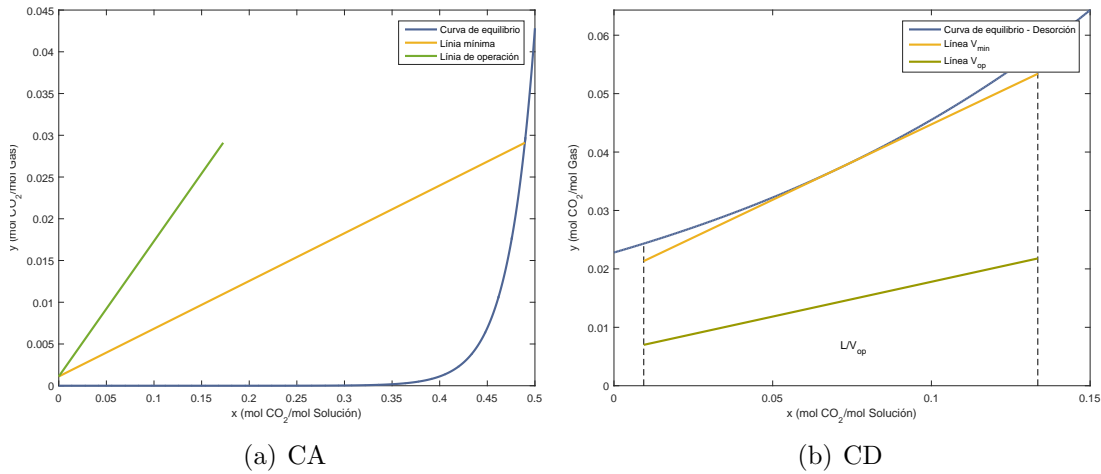 0.045
0.04
0.035
0.03
0.025
0.02
0.015
0.01
0.005
0
y (mol CO2/mol Gas)
Curva de equilibrio
Línia mínima
Línia de operación
0 0.05 0.1 0.15 0.2 0.25 0.3 0.35 0.4 0.45 0.5
x (mol CO2/mol Solución)
(a) CA
0.06
0.05
0.04
0.03
0.02
0.01
0
y (mol CO2/mol Gas)
Curva de equilibrio - Desorción
Línea Vmin
Línea Vop
L/Vop
0 0.05 0.1 0.15
x (mol CO2/mol Solución)
(b) CD